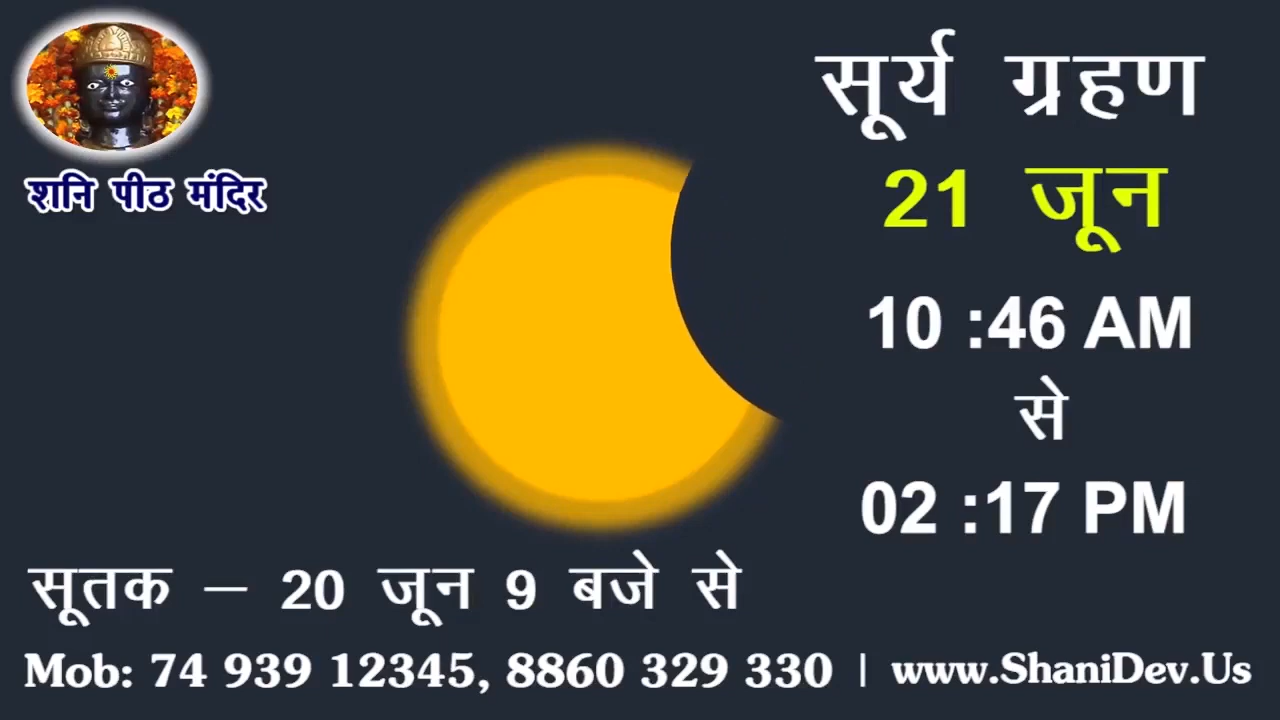 शनि पीठ मंदिर
सूर्य ग्रहण
21 जून
10 :46 AM
से
02 :17 PM
सूतक – 20 जून 9 बजे से
Mob: 74 939 12345, 8860 329 330 | www.ShaniDev.Us